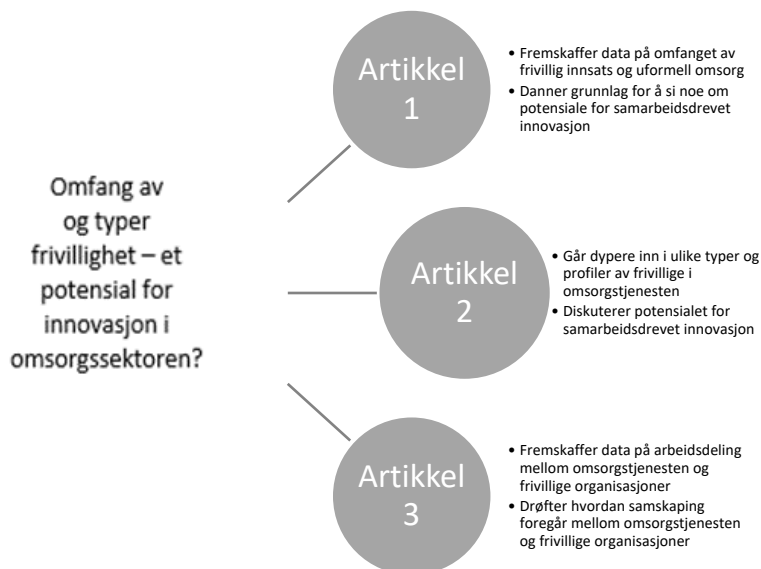 Omfang av
og typer
frivillighet – et
potensial for
innovasjon i
omsorgssektoren?
Artikkel
1
• Fremskaffer data på omfanget av
frivillig innsats og uformell omsorg
• Danner grunnlag for å si noe om
potensiale for samarbeidsdrevet
innovasjon
Artikkel
2
• Går dypere inn i ulike typer og
profiler av frivillige i
omsorgstjenesten
• Diskuterer potensialet for
samarbeidsdrevet innovasjon
Artikkel
3
• Fremskaffer data på arbeidsdeling
mellom omsorgstjenesten og
frivillige organisasjoner
• Drøfter hvordan samskaping
foregår mellom omsorgstjenesten
og frivillige organisasjoner